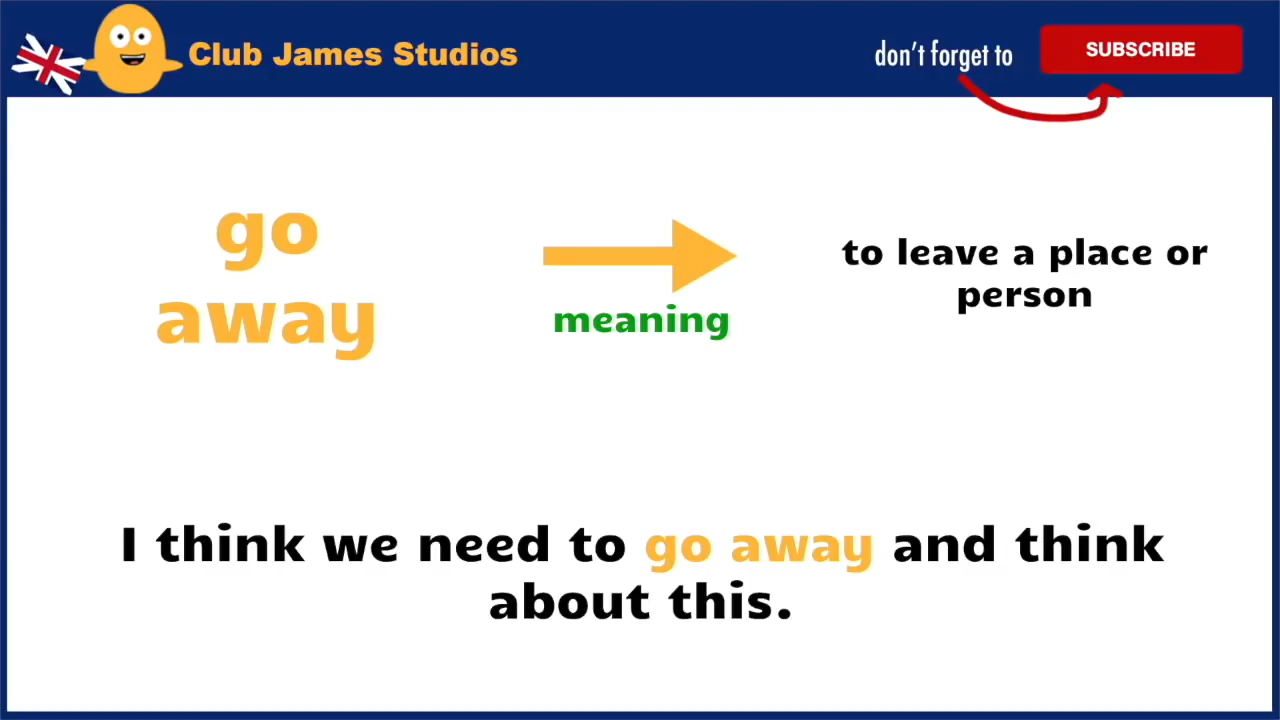 Club James Studios
don't forget to
SUBSCRIBE
go
away
meaning
to leave a place or
person
I think we need to go away and think
about this.